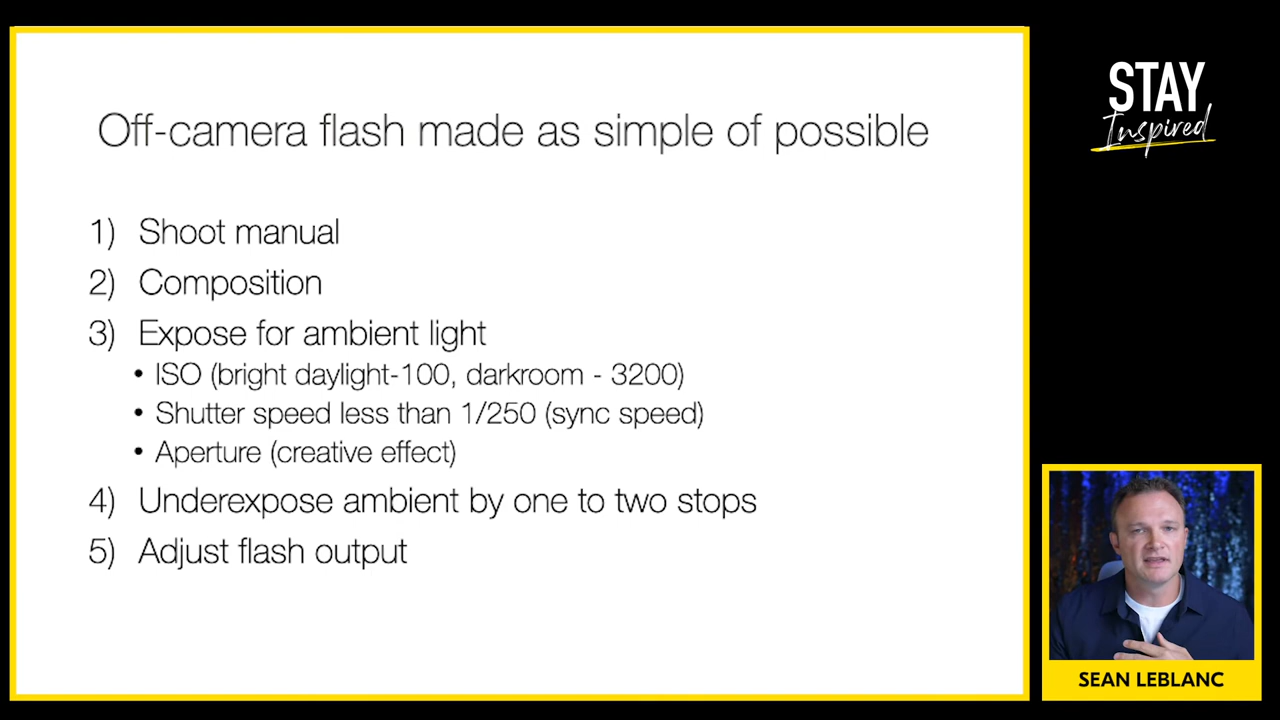 Off-camera flash made as simple of possible
1) Shoot manual
2) Composition
3) Expose for ambient light
• ISO (bright daylight-100, darkroom - 3200)
• Shutter speed less than 1/250 (sync speed)
• Aperture (creative effect)
4) Underexpose ambient by one to two stops
5) Adjust flash output
STAY
Inspired
SEAN LEBLANC